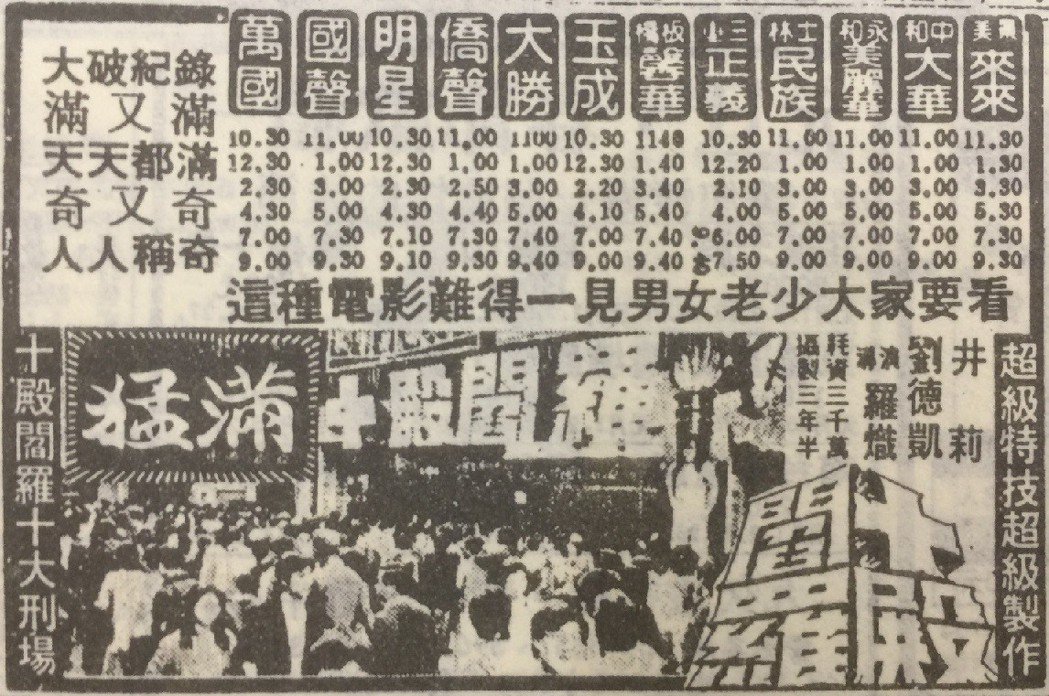 大破紀錄
滿又滿
天天都滿
奇又奇
人人稱奇
萬國 國聲 明星 僑聲 大勝 玉成 板橋 華 三重正義 士林民族 永和美麗華 中和大華 景美來來
10.30 11.00 10.30 11.00 1100 10.30 1140 10.30 11.00 11.00 11.00 11.30
12.30 1.00 12.30 1.00 1.00 12.30 1.40 12.20 1.00 1.00 1.00 1.30
2.30 3.00 2.30 2.50 3.00 2.20 3.40 2.10 3.00 3.00 3.00 3.30
4.30 5.00 4.30 4.40 5.00 4.10 5.40 4.00 5.00 5.00 5.00 5.30
7.00 7.30 7.10 7.30 7.40 7.00 7.40 6.00 7.00 7.00 7.00 7.30
9.00 9.30 9.10 9.30 9.40 9.00 9.40 7.50 9.00 9.00 9.00 9.30
這種電影難得一見男女老少大家要看
超級特技超級製作
井莉
劉德凱
導演 羅熾
耗資三千萬
攝製三年半
十殿
閻羅
滿猛
羅閻殿十
十殿閻羅十大刑場